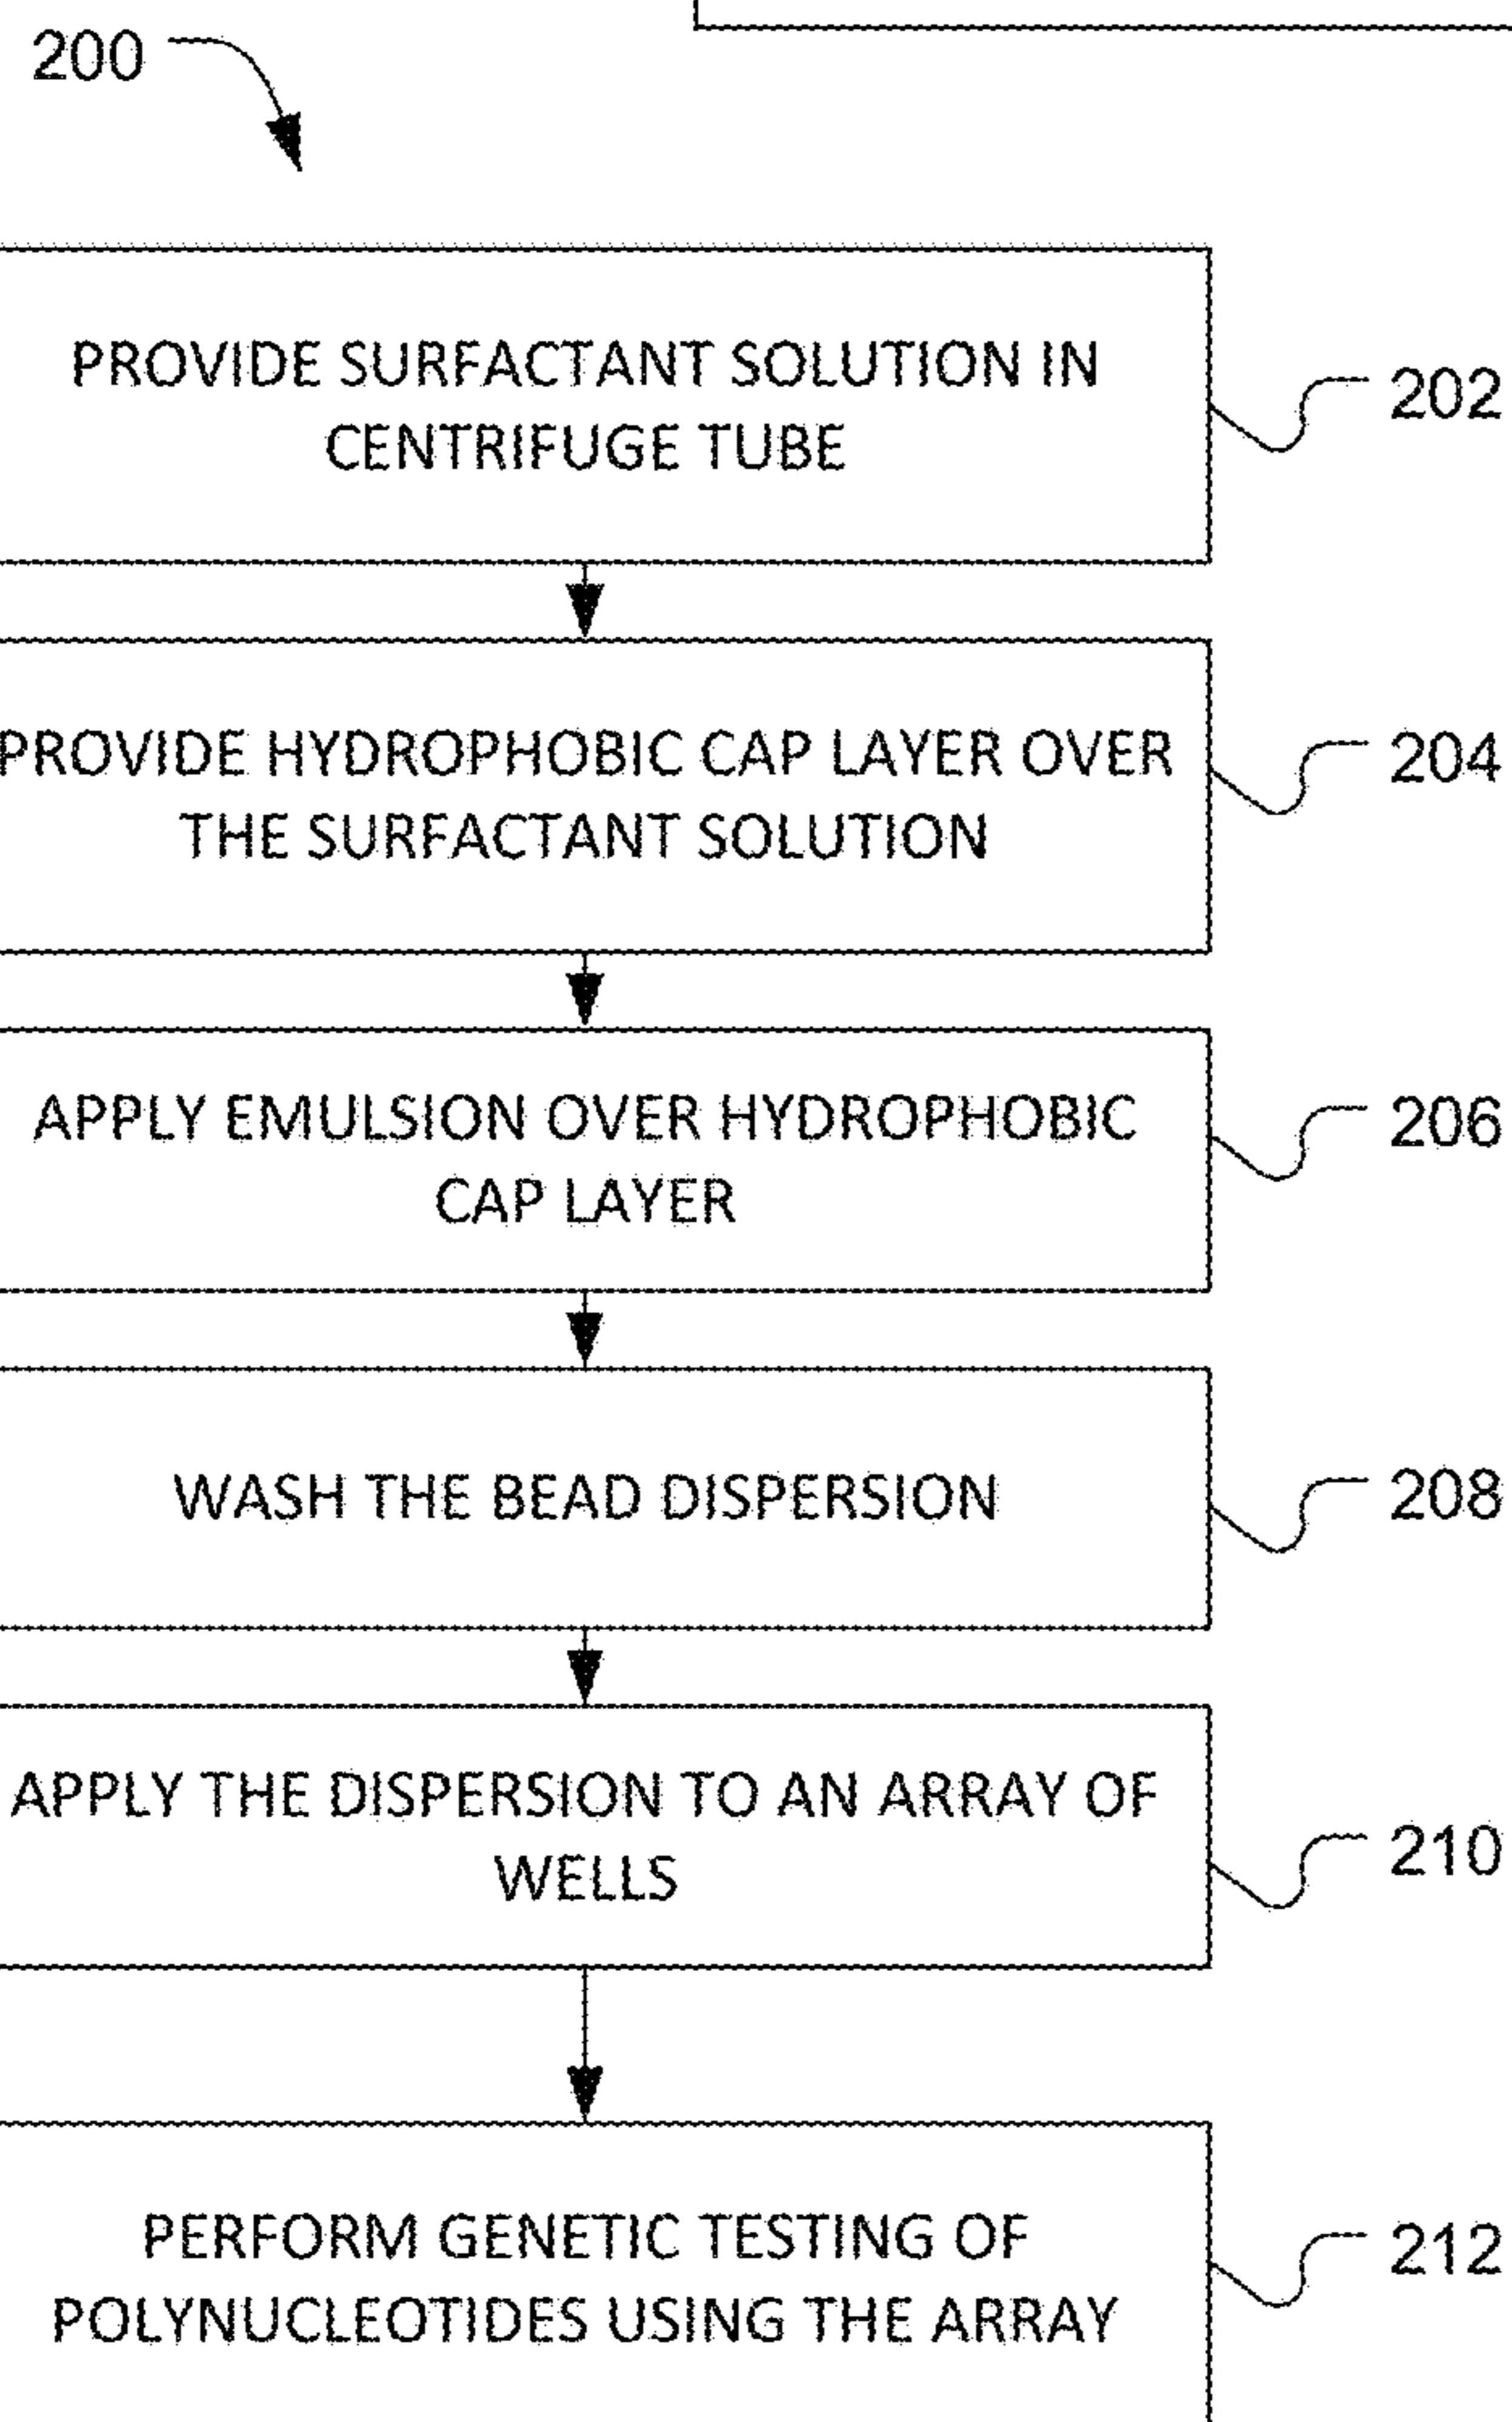 200
PROVIDE SURFACTANT SOLUTION IN
CENTRIFUGE TUBE
202
PROVIDE HYDROPHOBIC CAP LAYER OVER
THE SURFACTANT SOLUTION
204
APPLY EMULSION OVER HYDROPHOBIC
CAP LAYER
206
WASH THE BEAD DISPERSION
208
APPLY THE DISPERSION TO AN ARRAY OF
WELLS
210
PERFORM GENETIC TESTING OF
POLYNUCLEOTIDES USING THE ARRAY
212